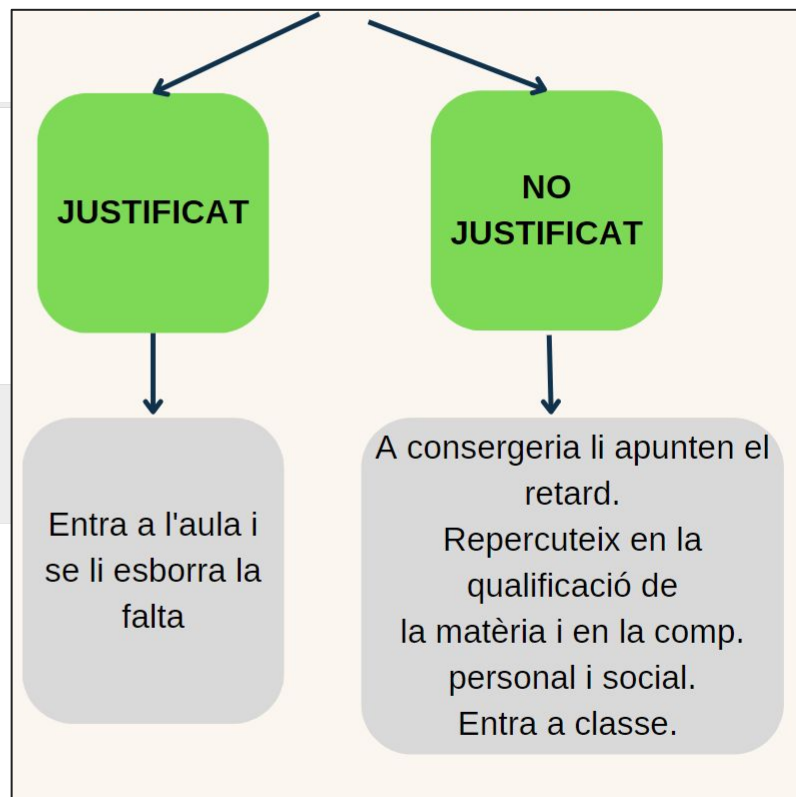 JUSTIFICAT
NO
JUSTIFICAT
Entra a l'aula i
se li esborra la
falta
A consergeria li apunten el
retard.
Repercuteix en la
qualificació de
la matèria i en la comp.
personal i social.
Entra a classe.